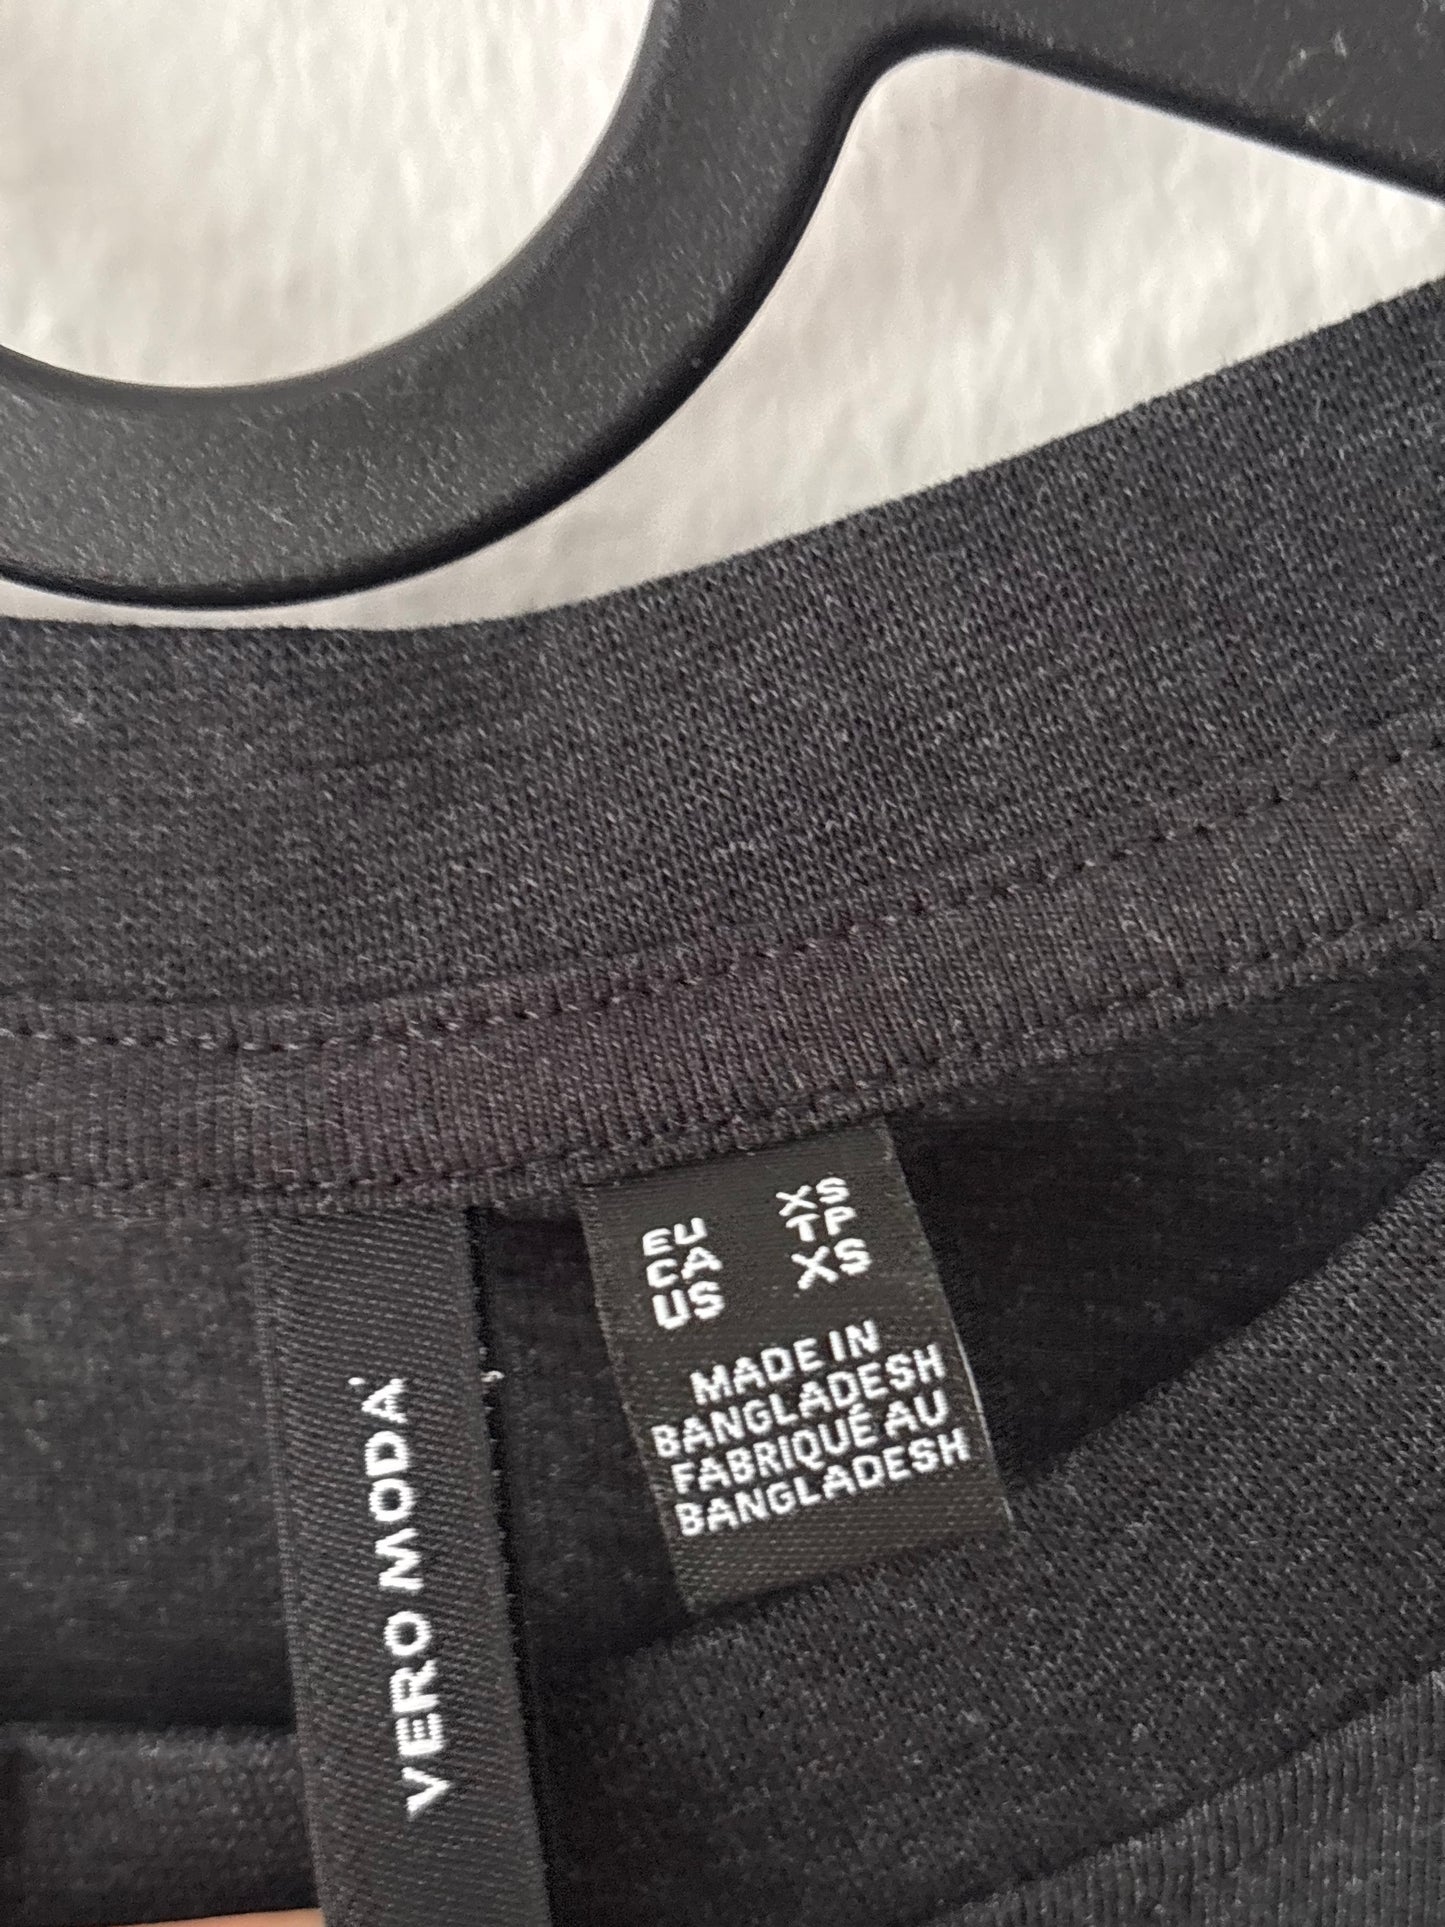 VERO MODA
EU XS
CA TP
US XS
MADE IN
BANGLADESH
FABRIQUÉ AU
BANGLADESH